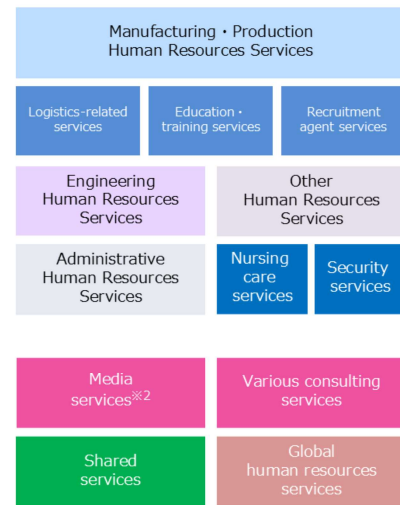 Manufacturing・Production
Human Resources Services
Logistics-related
services
Education・
training services
Recruitment
agent services
Engineering
Human Resources
Services
Other
Human Resources
Services
Administrative
Human Resources
Services
Nursing
care
services
Security
services
Media
services※2
Various consulting
services
Shared
services
Global
human resources
services